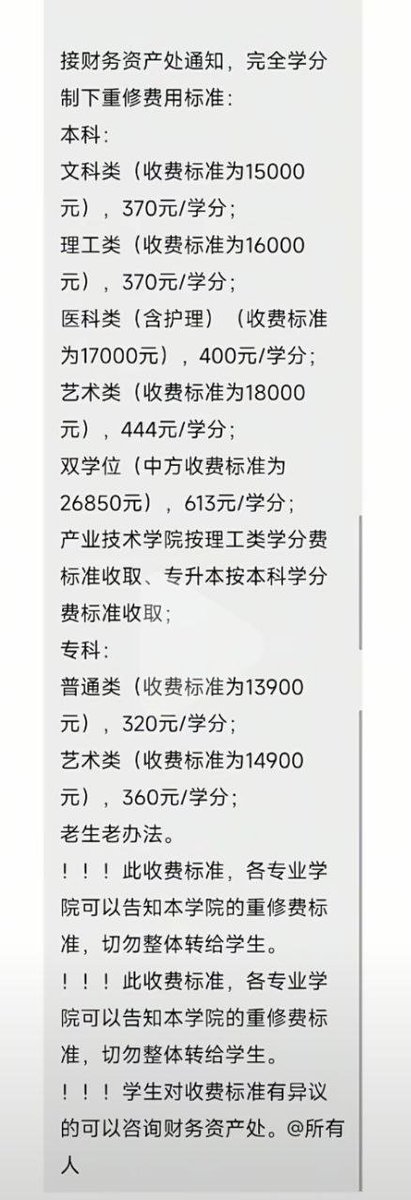 接财务资产处通知，完全学分
制下重修费用标准：
本科：
文科类（收费标准为15000
元），370元/学分；
理工类（收费标准为16000
元），370元/学分；
医科类（含护理）（收费标准
为17000元），400元/学分；
艺术类（收费标准为18000
元），444元/学分；
双学位（中方收费标准为
26850元），613元/学分；
产业技术学院按理工类学分费
标准收取、专升本按本科学分
费标准收取；
专科：
普通类（收费标准为13900
元），320元/学分；
艺术类（收费标准为14900
元），360元/学分；
老生老办法。
！！！此收费标准，各专业学
院可以告知本学院的重修费标
准，切勿整体转给学生。
！！！此收费标准，各专业学
院可以告知本学院的重修费标
准，切勿整体转给学生。
！！！学生对收费标准有异议
的可以咨询财务资产处。@所有
人